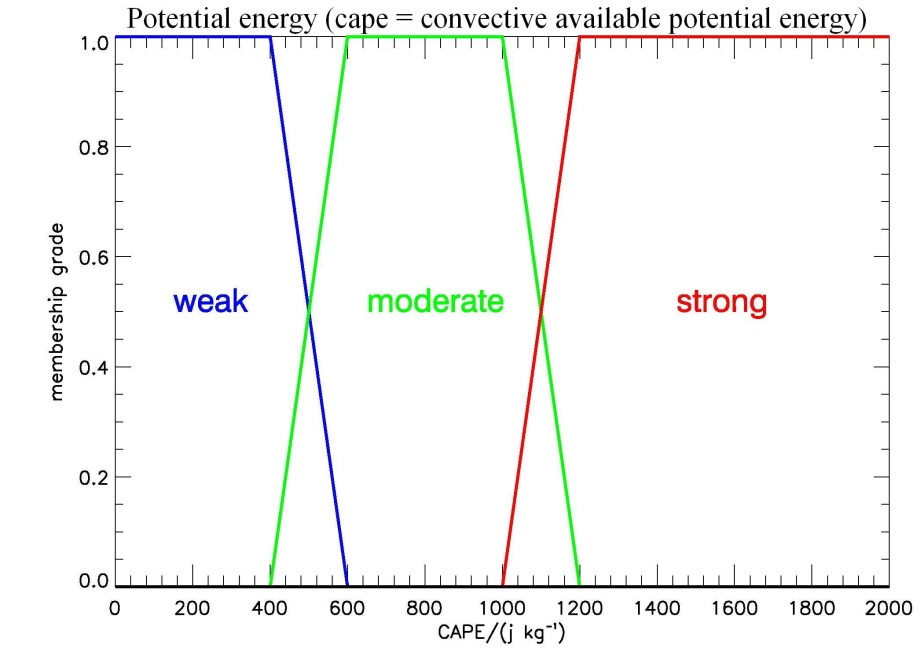 Potential energy (cape = convective available potential energy)
1.0
0.8
0.6
0.4
0.2
0.0
membership grade
weak moderate strong
0 200 400 600 800 1000 1200 1400 1600 1800 2000
CAPE/(j kg⁻¹)